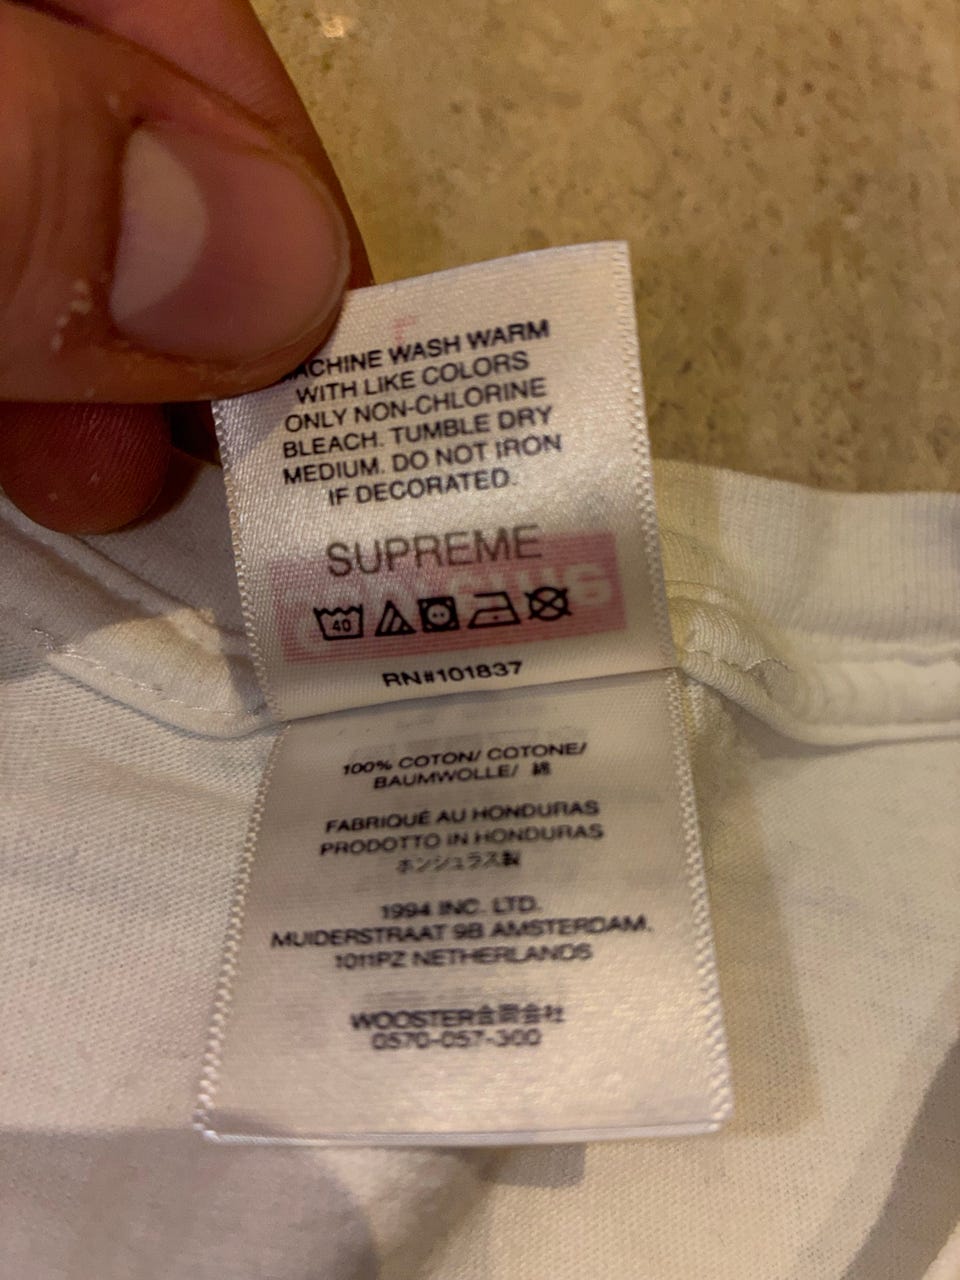 MACHINE WASH WARM
WITH LIKE COLORS
ONLY NON-CHLORINE
BLEACH. TUMBLE DRY
MEDIUM. DO NOT IRON
IF DECORATED.
SUPREME
40
RN#101837
100% COTON/ COTONE/
BAUMWOLLE/ 綿
FABRIQUÉ AU HONDURAS
PRODOTTO IN HONDURAS
ホンジュラス製
1994 INC. LTD.
MUIDERSTRAAT 9B AMSTERDAM,
1011PZ NETHERLANDS
WOOSTER合同会社
0570-057-300